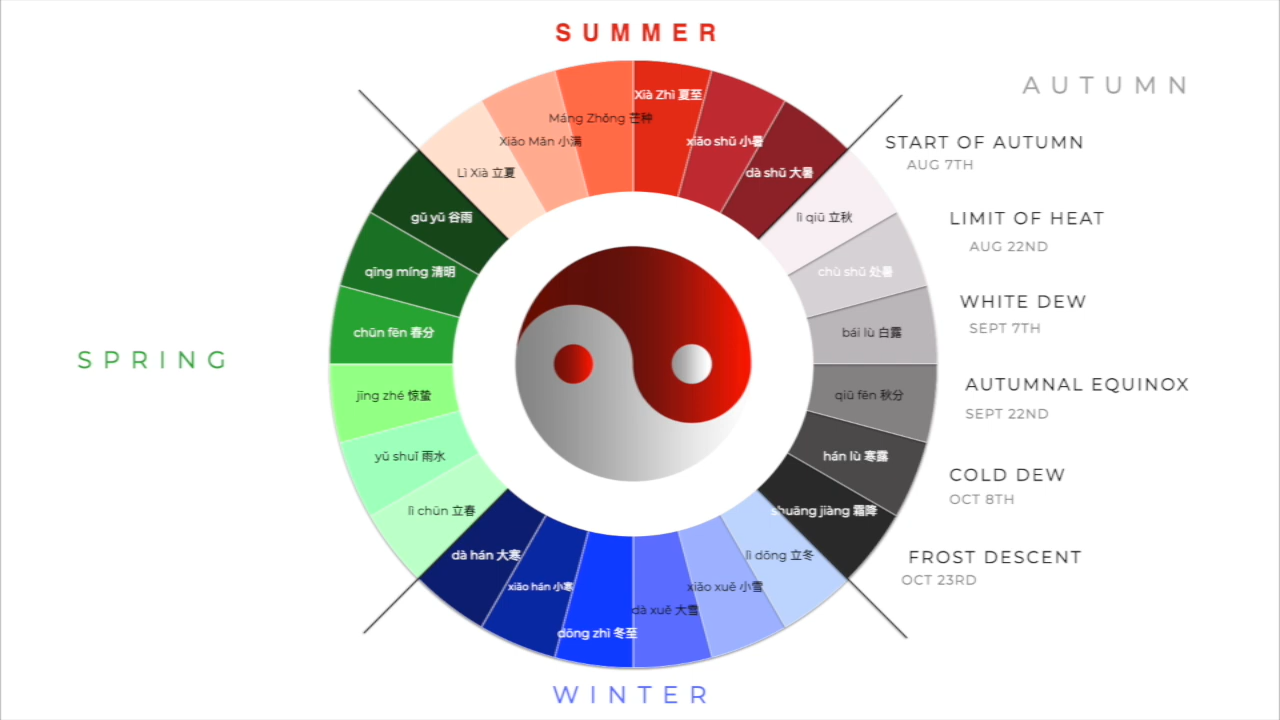 SUMMER
AUTUMN
SPRING
WINTER
Lì Xià 立夏
Xiǎo Mǎn 小满
Máng Zhǒng 芒种
Xià Zhì 夏至
xiǎo shǔ 小暑
dà shǔ 大暑
lì qiū 立秋
chù shǔ 处暑
bái lù 白露
qiū fēn 秋分
hán lù 寒露
shuāng jiàng 霜降
lì dōng 立冬
xiǎo xuě 小雪
dà xuě 大雪
dōng zhì 冬至
xiǎo hán 小寒
dà hán 大寒
lì chūn 立春
yǔ shuǐ 雨水
jīng zhé 惊蛰
chūn fēn 春分
qīng míng 清明
gǔ yǔ 谷雨
START OF AUTUMN
AUG 7TH
LIMIT OF HEAT
AUG 22ND
WHITE DEW
SEPT 7TH
AUTUMNAL EQUINOX
SEPT 22ND
COLD DEW
OCT 8TH
FROST DESCENT
OCT 23RD